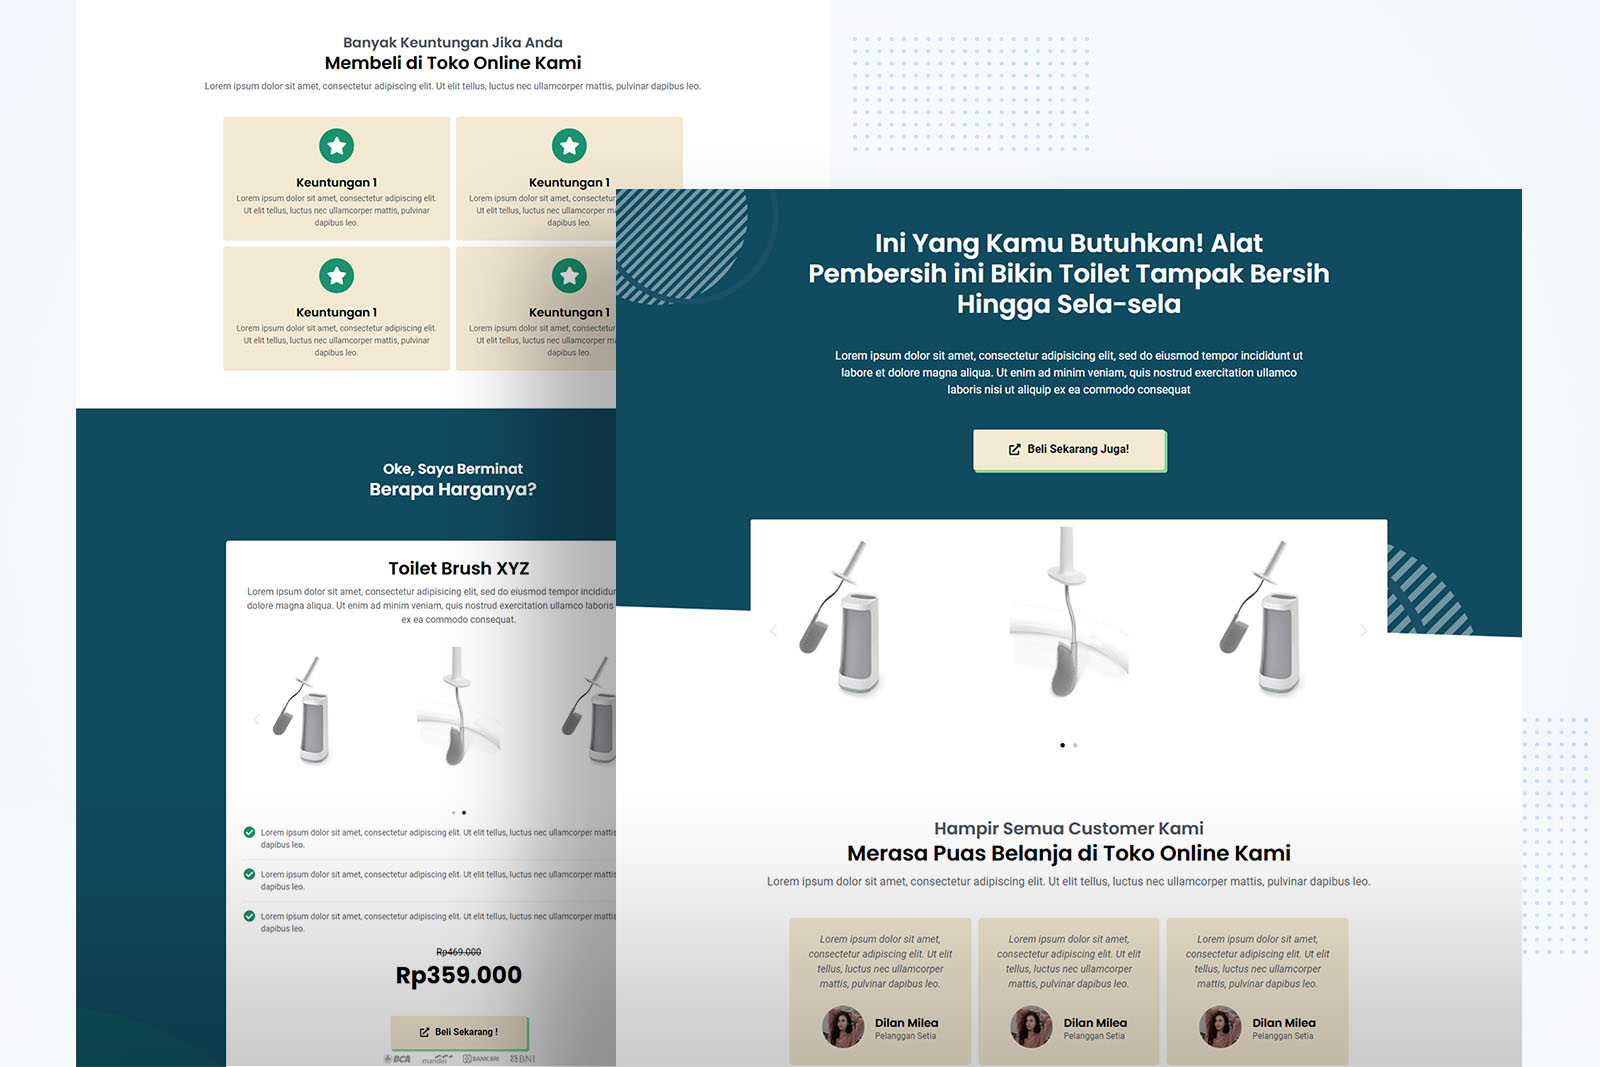 Banyak Keuntungan Jika Anda
Membeli di Toko Online Kami
Lorem ipsum dolor sit amet, consectetur adipiscing elit. Ut elit tellus, luctus nec ullamcorper mattis, pulvinar dapibus leo.
Keuntungan 1
Lorem ipsum dolor sit amet, consectetur adipiscing elit.
Ut elit tellus, luctus nec ullamcorper mattis, pulvinar
dapibus leo.
Keuntungan 1
Lorem ipsum dolor sit amet, consectetur
Ut elit tellus, luctus nec ullamcorper
dapibus leo.
Keuntungan 1
Lorem ipsum dolor sit amet, consectetur adipiscing elit.
Ut elit tellus, luctus nec ullamcorper mattis, pulvinar
dapibus leo.
Keuntungan 1
Lorem ipsum dolor sit amet, consectetur
Ut elit tellus, luctus nec ullamcorper
dapibus leo.
Oke, Saya Berminat
Berapa Harganya?
Toilet Brush XYZ
Lorem ipsum dolor sit amet, consectetur adipisicing elit, sed do eiusmod tempor
dolore magna aliqua. Ut enim ad minim veniam, quis nostrud exercitation ullamco laboris
ex ea commodo consequat.
Lorem ipsum dolor sit amet, consectetur adipiscing elit. Ut elit tellus, luctus nec ullamcorper mattis
dapibus leo.
Lorem ipsum dolor sit amet, consectetur adipiscing elit. Ut elit tellus, luctus nec ullamcorper mattis
dapibus leo.
Lorem ipsum dolor sit amet, consectetur adipiscing elit. Ut elit tellus, luctus nec ullamcorper mattis
dapibus leo.
Rp469.000
Rp359.000
Beli Sekarang !
BCA mandiri BANK BRI BNI
Ini Yang Kamu Butuhkan! Alat
Pembersih ini Bikin Toilet Tampak Bersih
Hingga Sela-sela
Lorem ipsum dolor sit amet, consectetur adipisicing elit, sed do eiusmod tempor incididunt ut
labore et dolore magna aliqua. Ut enim ad minim veniam, quis nostrud exercitation ullamco
laboris nisi ut aliquip ex ea commodo consequat
Beli Sekarang Juga!
Hampir Semua Customer Kami
Merasa Puas Belanja di Toko Online Kami
Lorem ipsum dolor sit amet, consectetur adipiscing elit. Ut elit tellus, luctus nec ullamcorper mattis, pulvinar dapibus leo.
Lorem ipsum dolor sit amet,
consectetur adipiscing elit. Ut elit
tellus, luctus nec ullamcorper
mattis, pulvinar dapibus leo.
Dilan Milea
Pelanggan Setia
Lorem ipsum dolor sit amet,
consectetur adipiscing elit. Ut elit
tellus, luctus nec ullamcorper
mattis, pulvinar dapibus leo.
Dilan Milea
Pelanggan Setia
Lorem ipsum dolor sit amet,
consectetur adipiscing elit. Ut elit
tellus, luctus nec ullamcorper
mattis, pulvinar dapibus leo.
Dilan Milea
Pelanggan Setia